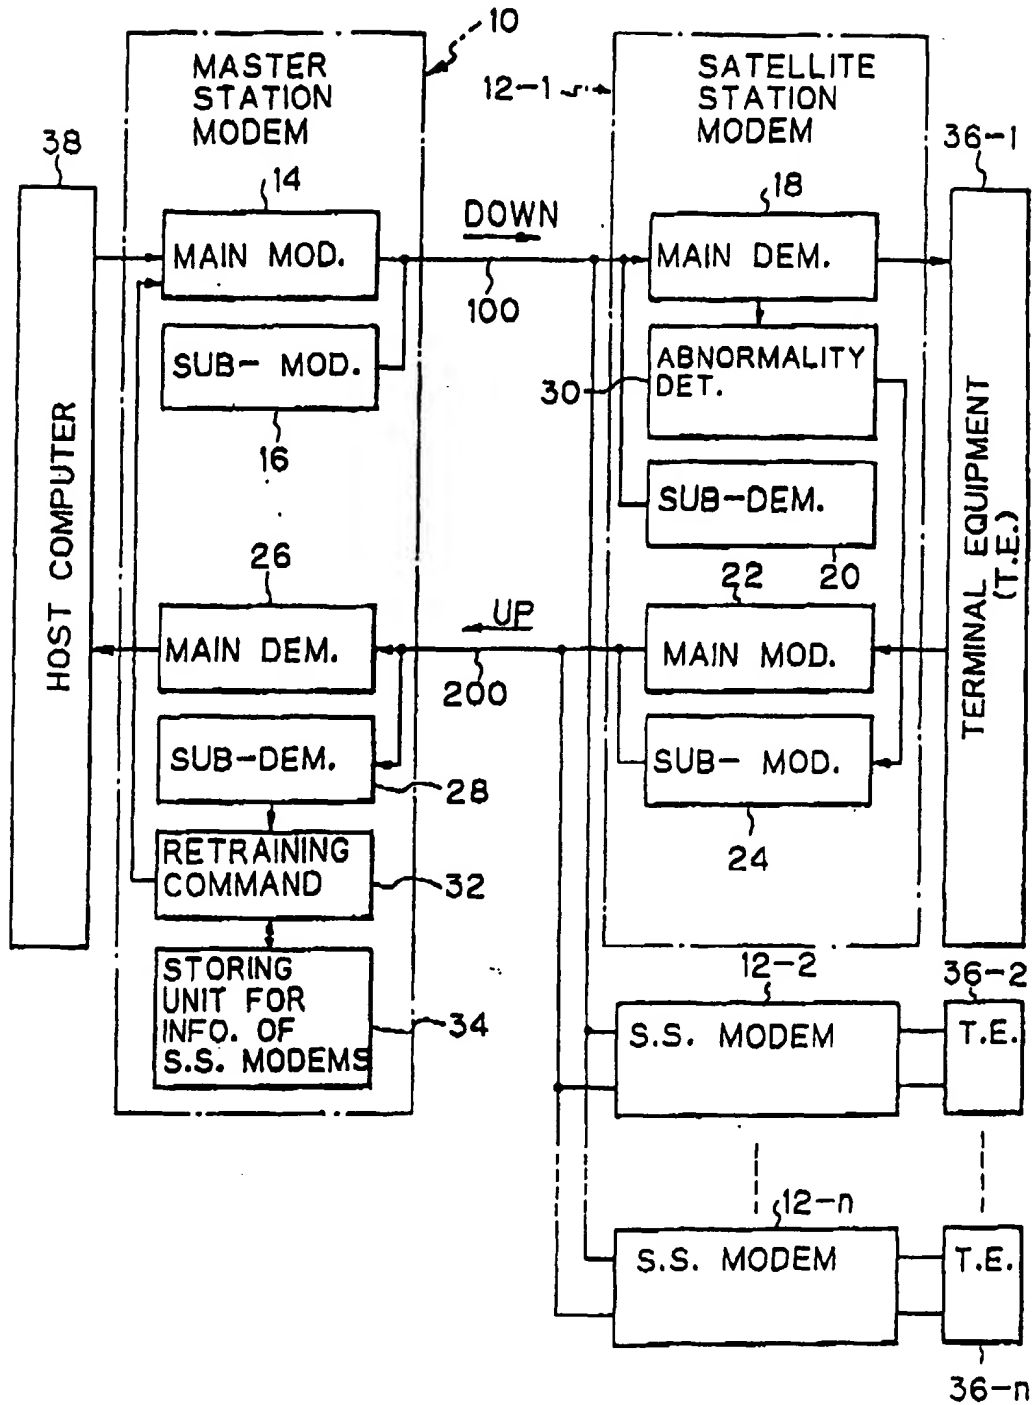 10
MASTER
STATION
MODEM
12-1
SATELLITE
STATION
MODEM
38
36-1
14
DOWN
18
MAIN MOD.
MAIN DEM.
100
SUB- MOD.
ABNORMALITY
DET.
30
16
HOST COMPUTER
TERMINAL EQUIPMENT
(T.E.)
SUB-DEM.
26
22
20
UP
MAIN DEM.
MAIN MOD.
200
SUB-DEM.
28
SUB- MOD.
24
RETRAINING
COMMAND
32
STORING
UNIT FOR
INFO. OF
S.S. MODEMS
34
12-2
36-2
S.S. MODEM
T.E.
12-n
S.S. MODEM
T.E.
36-n